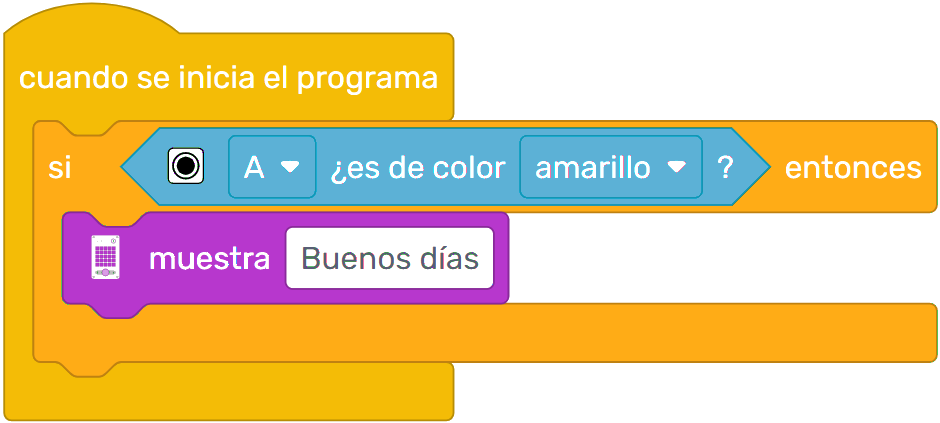 cuando se inicia el programa
si A ¿es de color amarillo ? entonces
muestra Buenos días